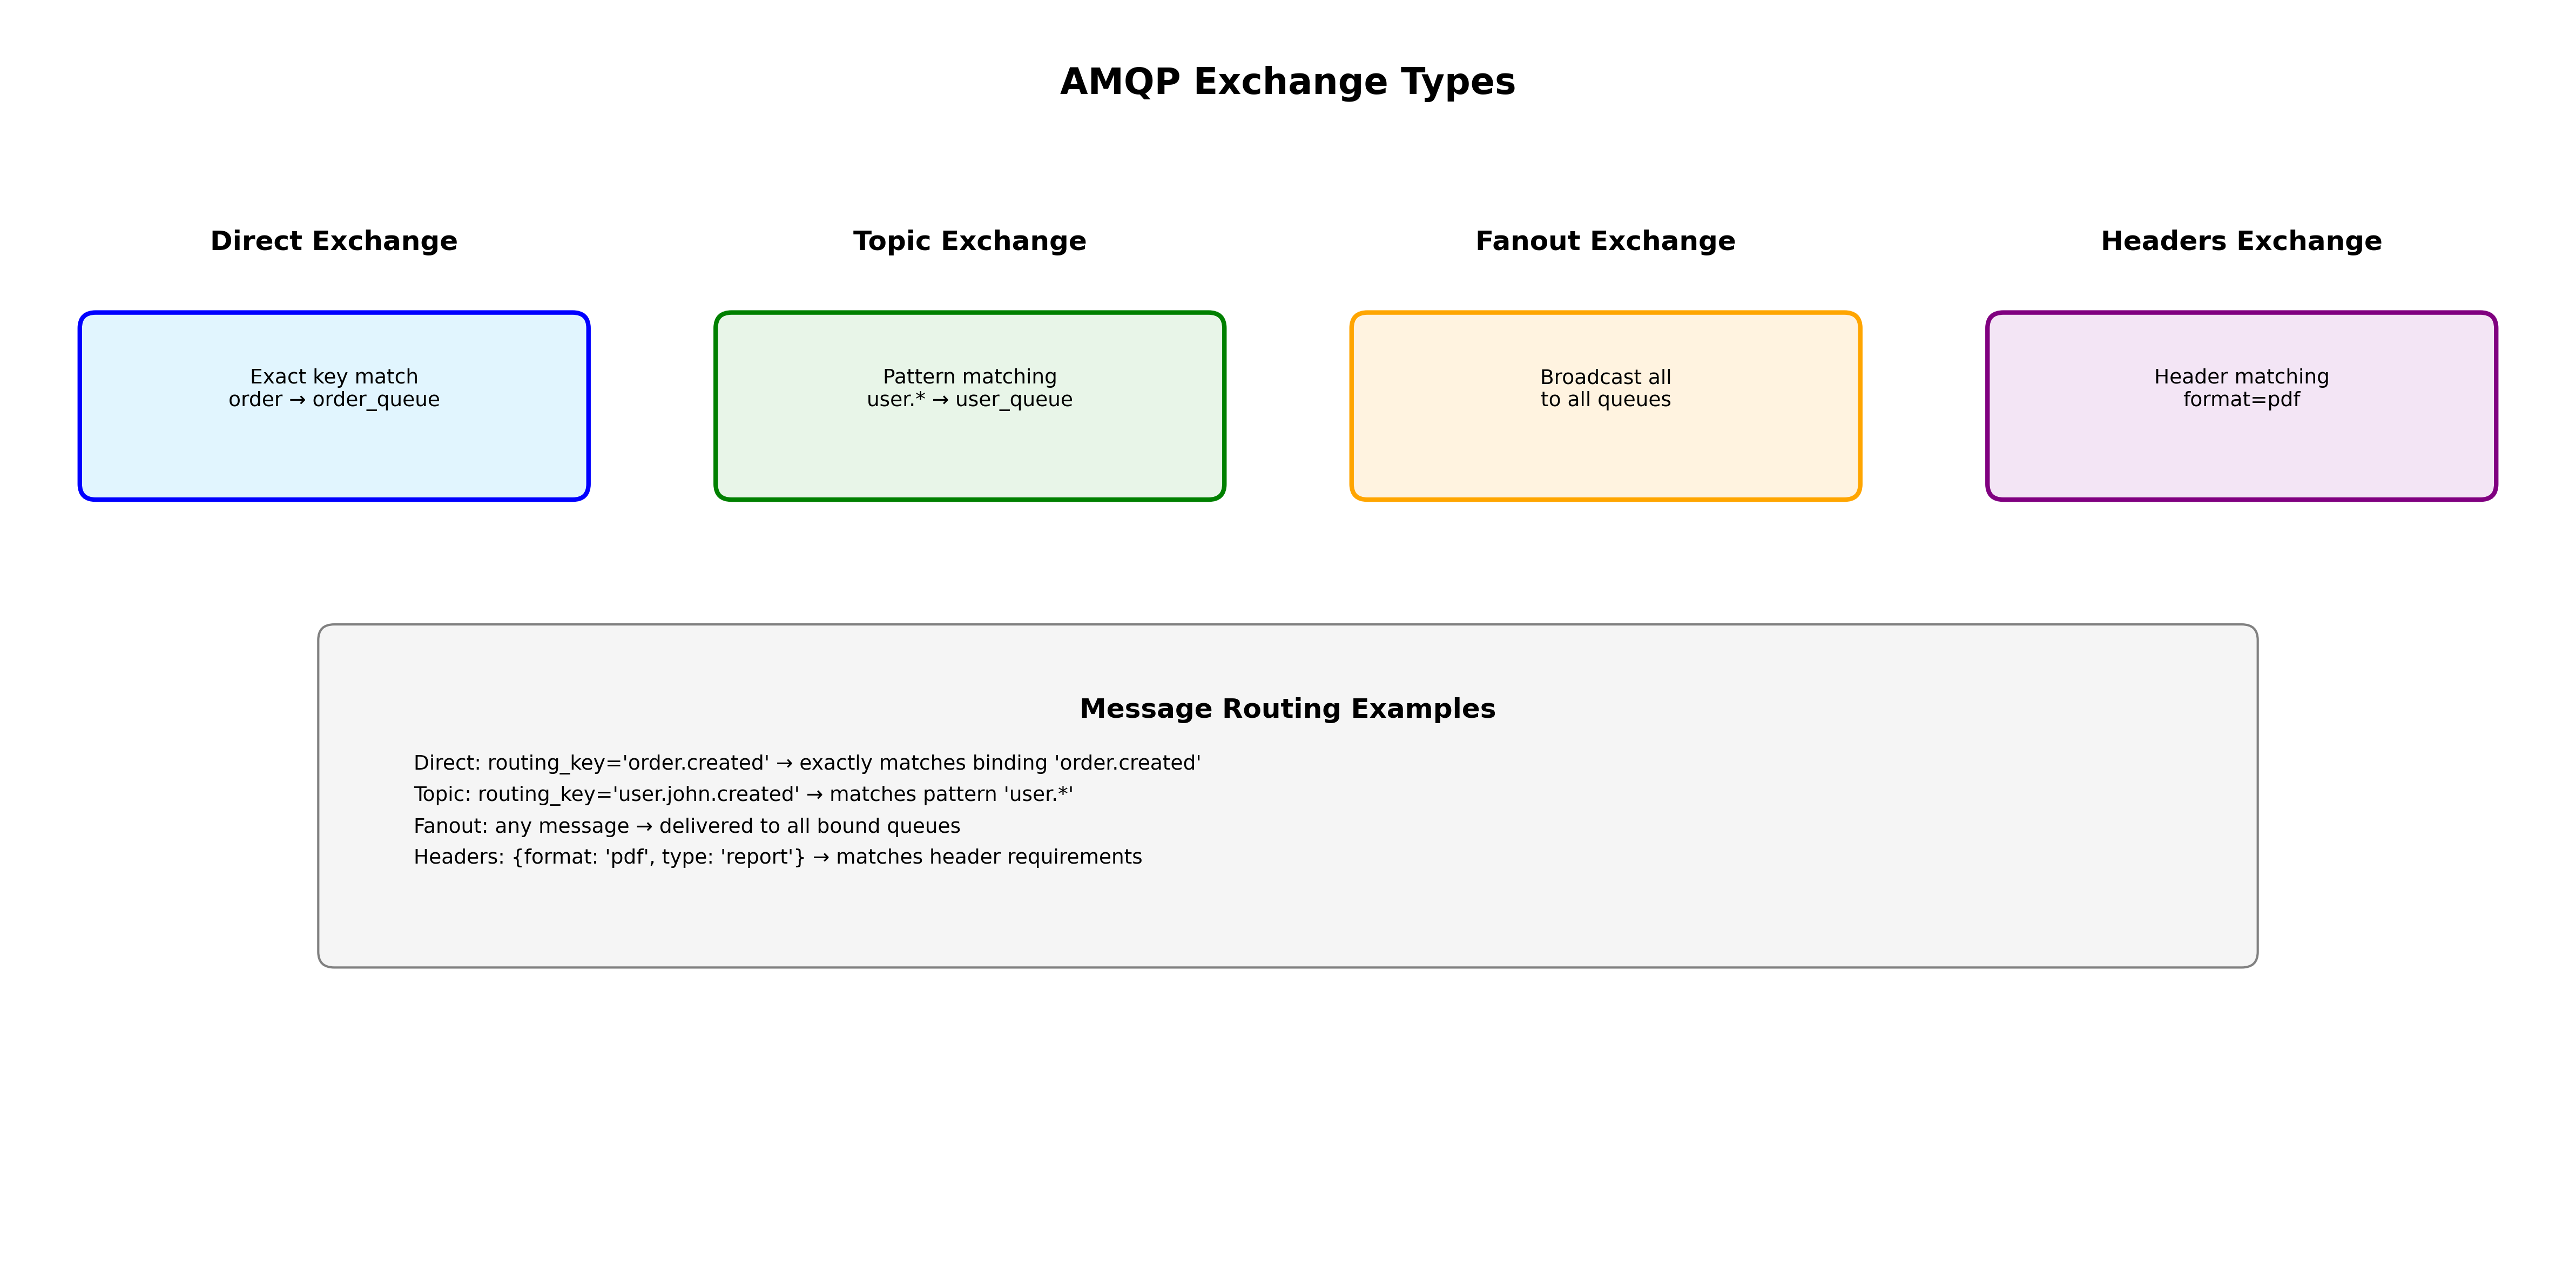 AMQP Exchange Types
Direct Exchange
Exact key match
order → order_queue
Topic Exchange
Pattern matching
user.* → user_queue
Fanout Exchange
Broadcast all
to all queues
Headers Exchange
Header matching
format=pdf
Message Routing Examples
Direct: routing_key='order.created' → exactly matches binding 'order.created'
Topic: routing_key='user.john.created' → matches pattern 'user.*'
Fanout: any message → delivered to all bound queues
Headers: {format: 'pdf', type: 'report'} → matches header requirements